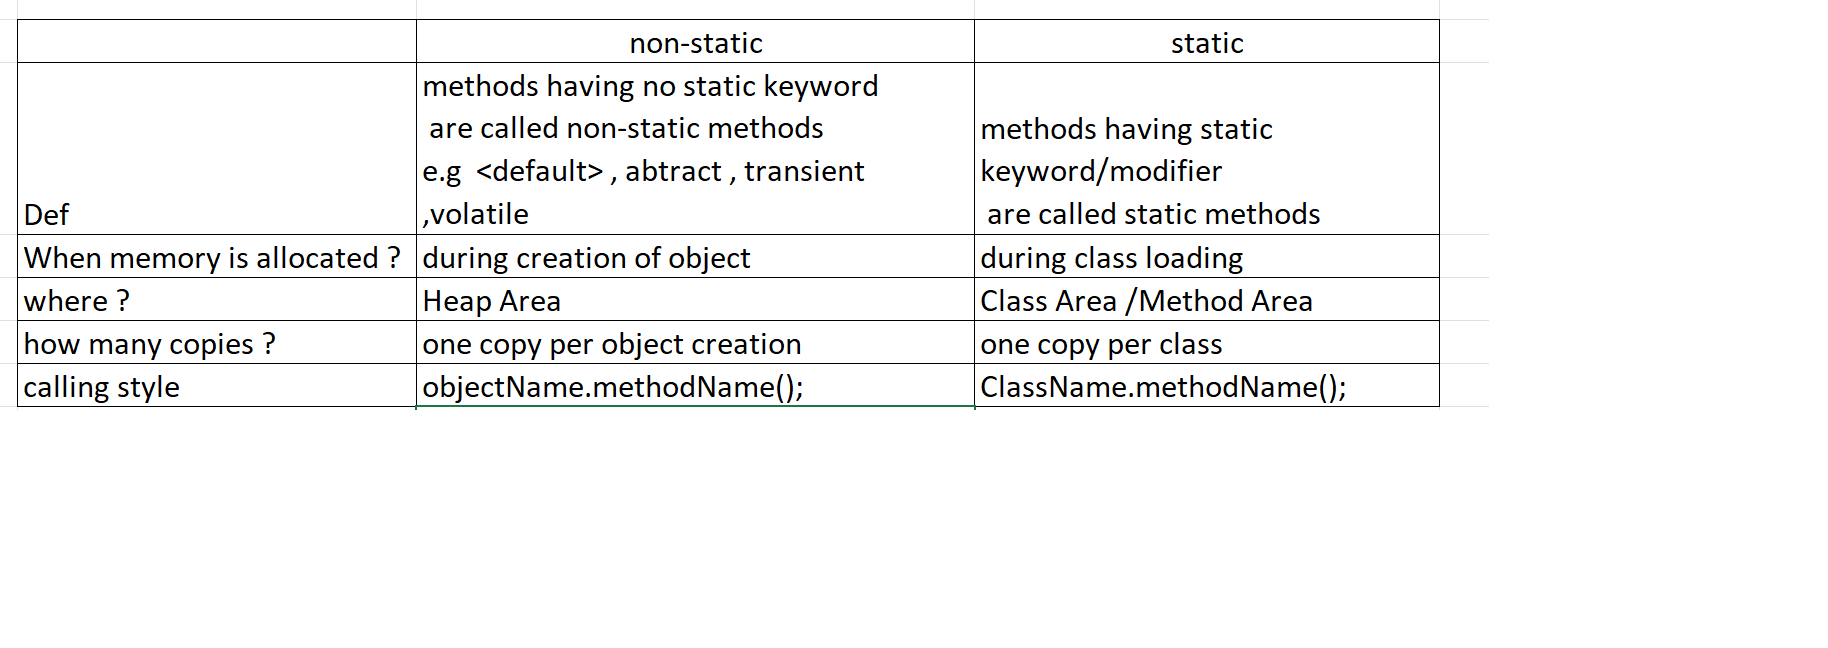 non-static static
methods having no static keyword
are called non-static methods
e.g <default> , abtract , transient
,volatile
methods having static
keyword/modifier
are called static methods
Def
When memory is allocated ? during creation of object during class loading
where ? Heap Area Class Area /Method Area
how many copies ? one copy per object creation one copy per class
calling style objectName.methodName(); ClassName.methodName();